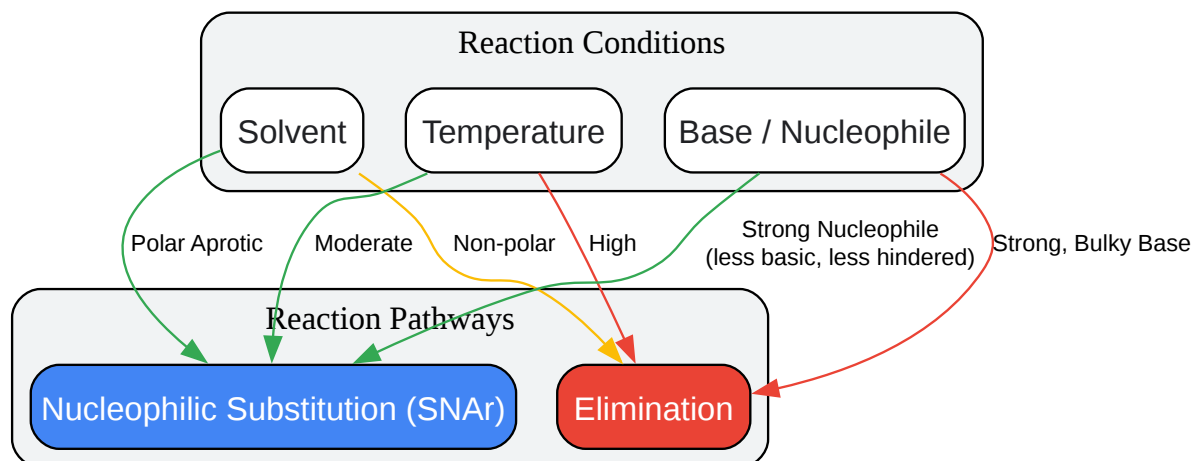 Reaction Conditions
Solvent
Temperature
Base / Nucleophile
Polar Aprotic
Moderate
Non-polar
High
Strong Nucleophile
(less basic, less hindered)
Strong, Bulky Base
Reaction Pathways
Nucleophilic Substitution (SNAr)
Elimination